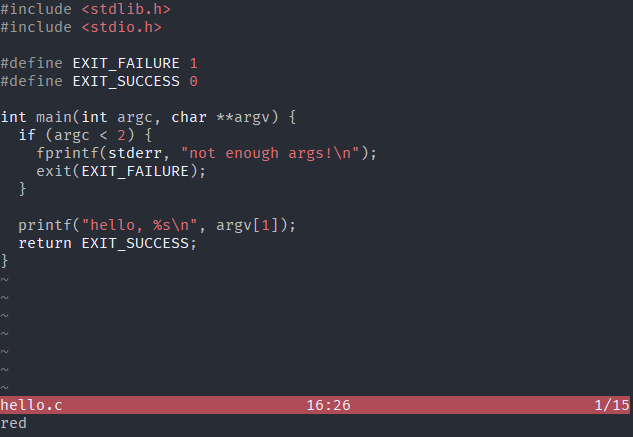 #include <stdlib.h>
#include <stdio.h>

#define EXIT_FAILURE 1
#define EXIT_SUCCESS 0

int main(int argc, char **argv) {
  if (argc < 2) {
    fprintf(stderr, "not enough args!\n");
    exit(EXIT_FAILURE);
  }

  printf("hello, %s\n", argv[1]);
  return EXIT_SUCCESS;
}
~
~
~
~
~
~
~
hello.c 16:26 1/15
red